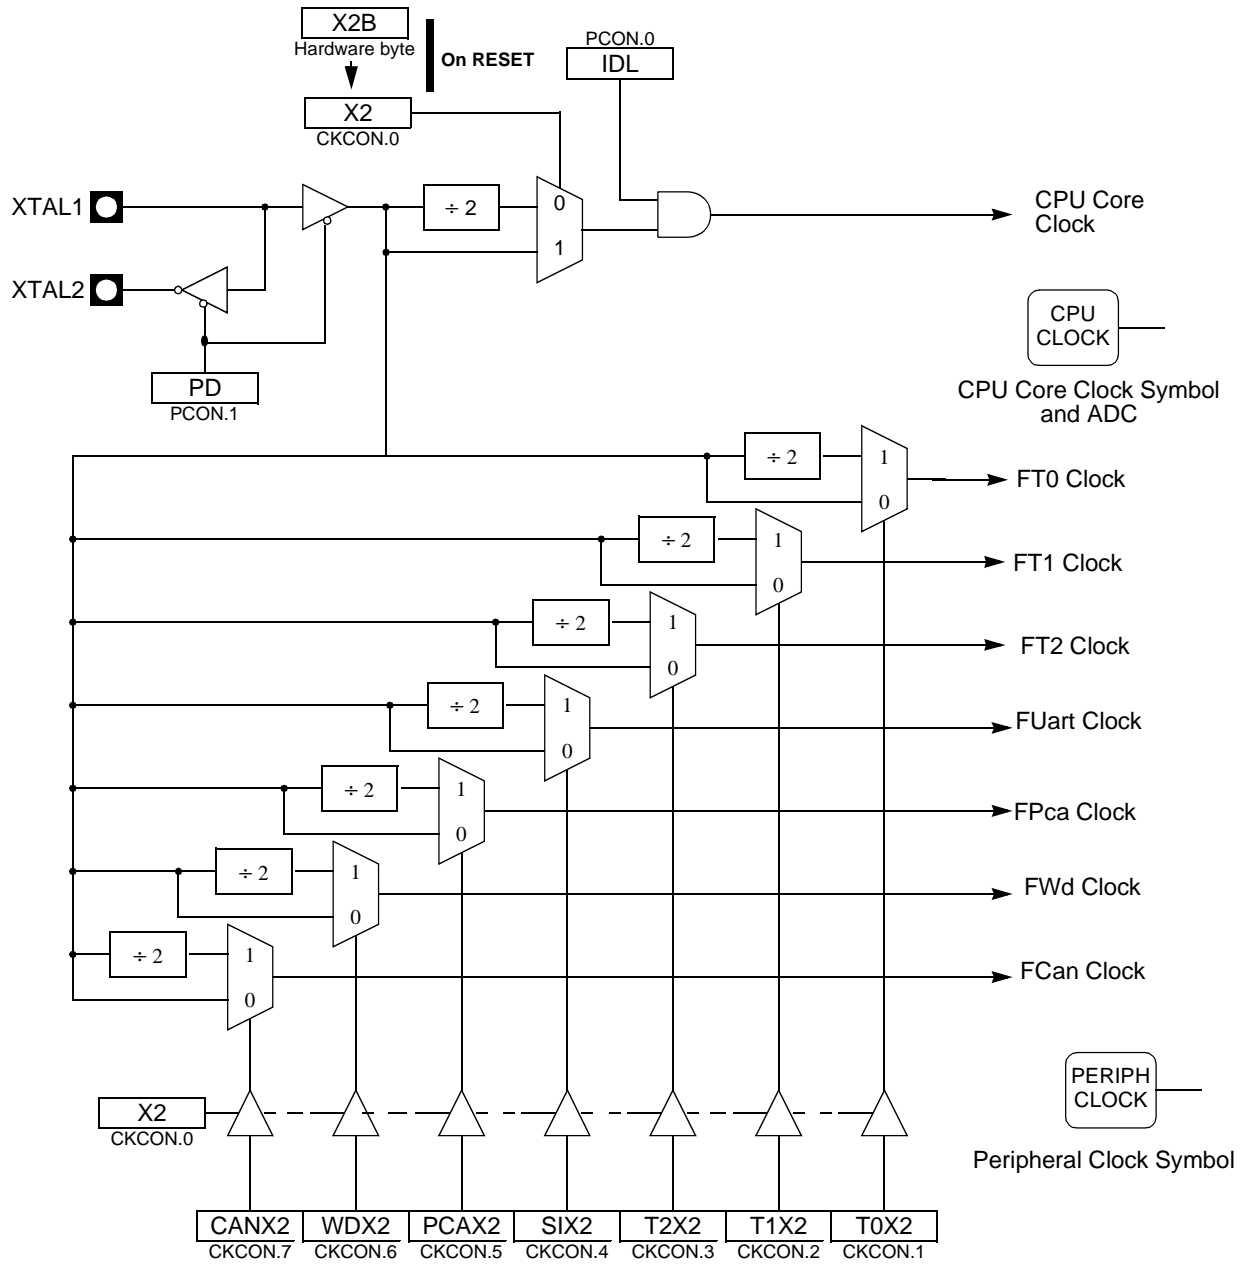 X2B
Hardware byte
On RESET
PCON.0
IDL
X2
CKCON.0
XTAL1
÷ 2
0
1
CPU Core
Clock
XTAL2
CPU
CLOCK
PD
PCON.1
CPU Core Clock Symbol
and ADC
÷ 2
1
0
FT0 Clock
÷ 2
1
0
FT1 Clock
÷ 2
1
0
FT2 Clock
÷ 2
1
0
FUart Clock
÷ 2
1
0
FPca Clock
÷ 2
1
0
FWd Clock
÷ 2
1
0
FCan Clock
PERIPH
CLOCK
X2
CKCON.0
Peripheral Clock Symbol
CANX2 WDX2 PCAX2 SIX2 T2X2 T1X2 T0X2
CKCON.7 CKCON.6 CKCON.5 CKCON.4 CKCON.3 CKCON.2 CKCON.1